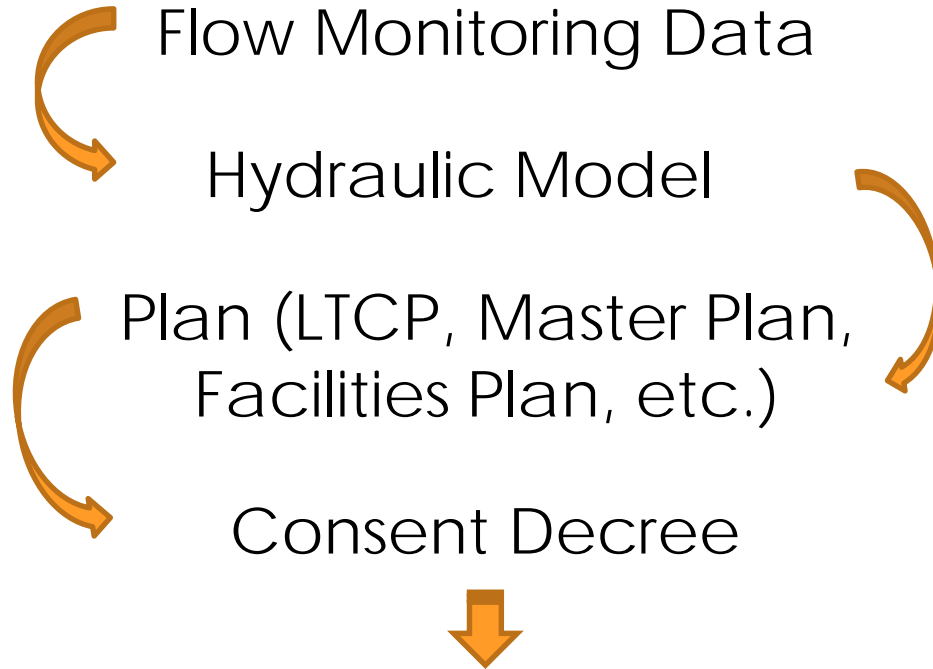 Flow Monitoring Data
Hydraulic Model
Plan (LTCP, Master Plan,
Facilities Plan, etc.)
Consent Decree